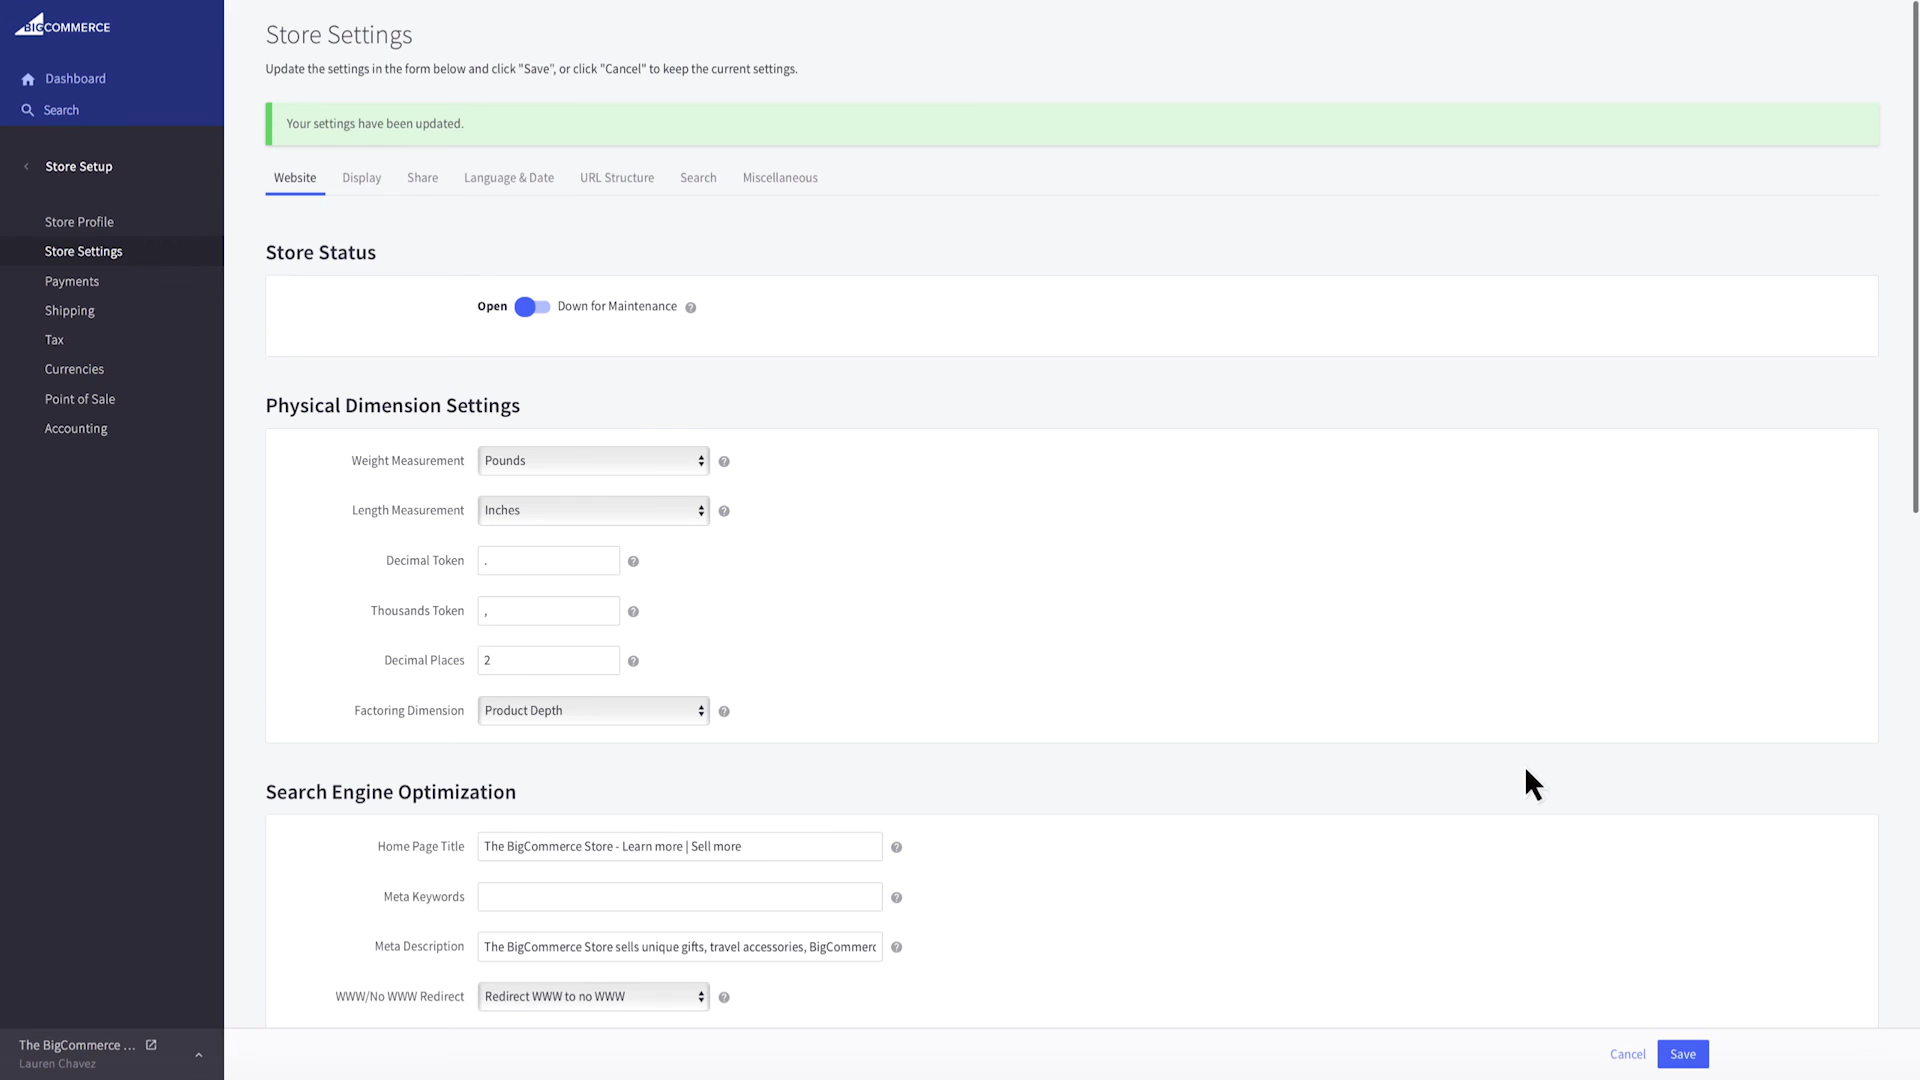 BIGCOMMERCE
Dashboard
Search
Store Setup
Store Profile
Store Settings
Payments
Shipping
Tax
Currencies
Point of Sale
Accounting
The BigCommerce ...
Lauren Chavez
Store Settings
Update the settings in the form below and click "Save", or click "Cancel" to keep the current settings.
Your settings have been updated.
Website Display Share Language & Date URL Structure Search Miscellaneous
Store Status
Open Down for Maintenance ?
Physical Dimension Settings
Weight Measurement Pounds ?
Length Measurement Inches ?
Decimal Token . ?
Thousands Token , ?
Decimal Places 2 ?
Factoring Dimension Product Depth ?
Search Engine Optimization
Home Page Title The BigCommerce Store - Learn more | Sell more ?
Meta Keywords ?
Meta Description The BigCommerce Store sells unique gifts, travel accessories, BigCommerc ?
WWW/No WWW Redirect Redirect WWW to no WWW ?
Cancel Save